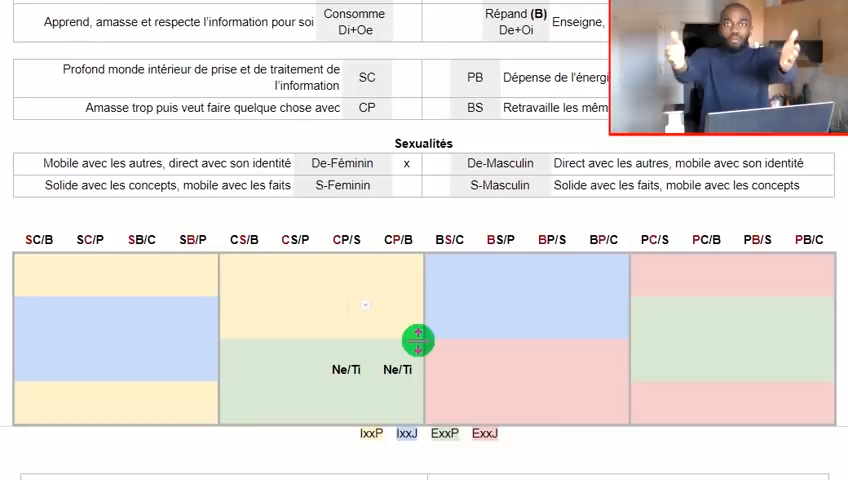 Apprend, amasse et respecte l'information pour soi Consomme Répand (B) Enseigne,
Di+Oe De+Oi
Profond monde intérieur de prise et de traitement de SC PB Dépense de l'énergi
l'information
Amasse trop puis veut faire quelque chose avec CP BS Retravaille les mêm
Sexualités
Mobile avec les autres, direct avec son identité De-Féminin x De-Masculin Direct avec les autres, mobile avec son identité
Solide avec les concepts, mobile avec les faits S-Feminin S-Masculin Solide avec les faits, mobile avec les concepts
SC/B SC/P SB/C SB/P CS/B CS/P CP/S CP/B BS/C BS/P BP/S BP/C PC/S PC/B PB/S PB/C
Ne/Ti Ne/Ti
IxxP IxxJ ExxP ExxJ